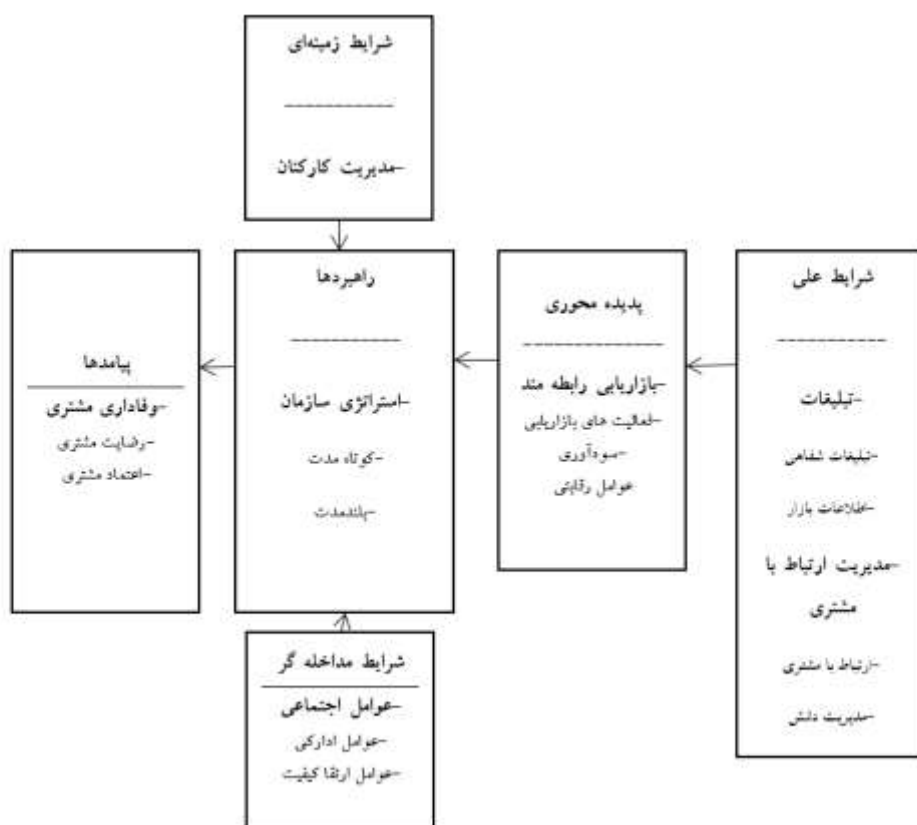 شرایط زمینه‌ای
-----------
-مدیریت کارکنان
شرایط علی
-----------
-تبلیغات
-تبلیغات شفاهی
-اطلاعات بازار
-مدیریت ارتباط با
مشتری
-ارتباط با مشتری
-مدیریت دانش
پدیده محوری
--------------
-بازاریابی رابطه مند
-فعالیت های بازاریابی
-سودآوری
عوامل رقابتی
راهبردها
-----------
-استراتژی سازمان
-کوتاه مدت
-بلندمدت
پیامدها
-وفاداری مشتری
-رضایت مشتری
-اعتماد مشتری
شرایط مداخله گر
-عوامل اجتماعی
-عوامل ادارکی
-عوامل ارتقا کیفیت